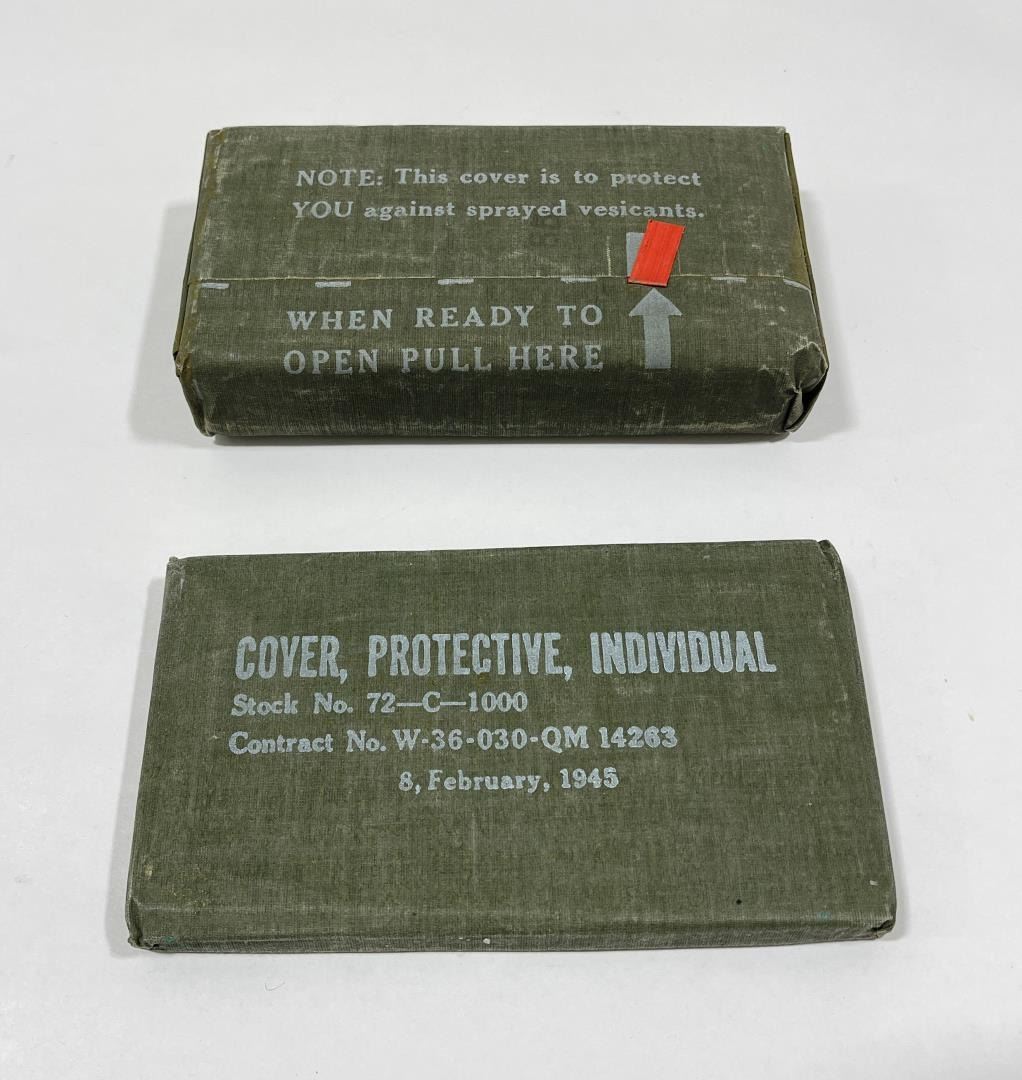 NOTE: This cover is to protect
YOU against sprayed vesicants.
WHEN READY TO
OPEN PULL HERE
COVER, PROTECTIVE, INDIVIDUAL
Stock No. 72—C—1000
Contract No. W-36-030-QM 14263
8, February, 1945